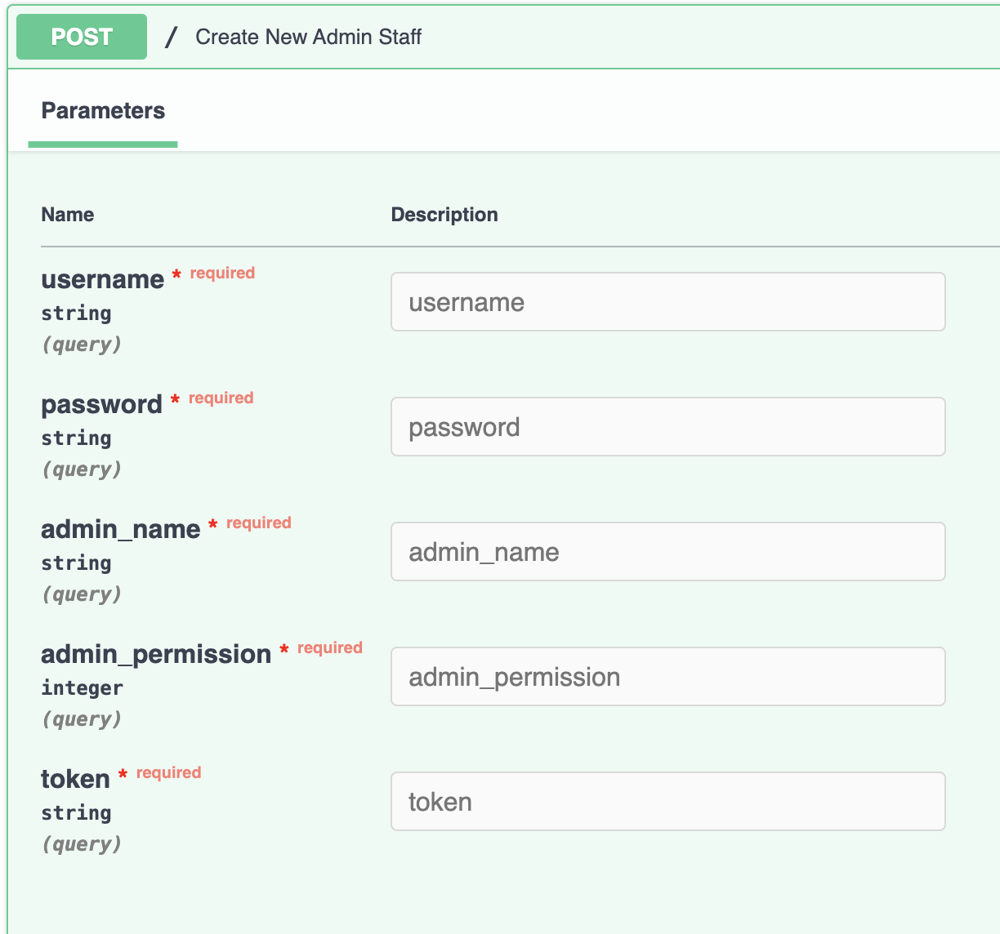 POST / Create New Admin Staff
Parameters
Name Description
username * required
string
(query)
username
password * required
string
(query)
password
admin_name * required
string
(query)
admin_name
admin_permission * required
integer
(query)
admin_permission
token * required
string
(query)
token